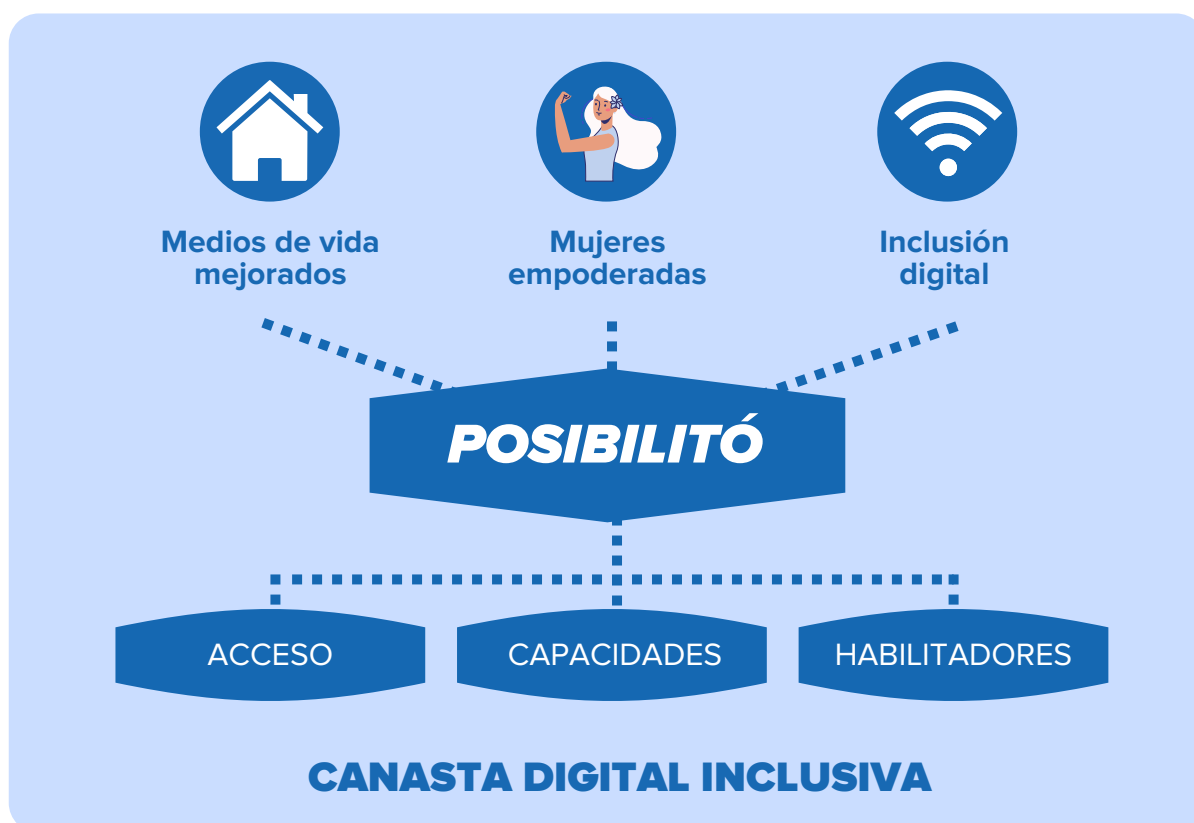 Medios de vida
mejorados
Mujeres
empoderadas
Inclusión
digital
POSIBILITÓ
ACCESO
CAPACIDADES
HABILITADORES
CANASTA DIGITAL INCLUSIVA